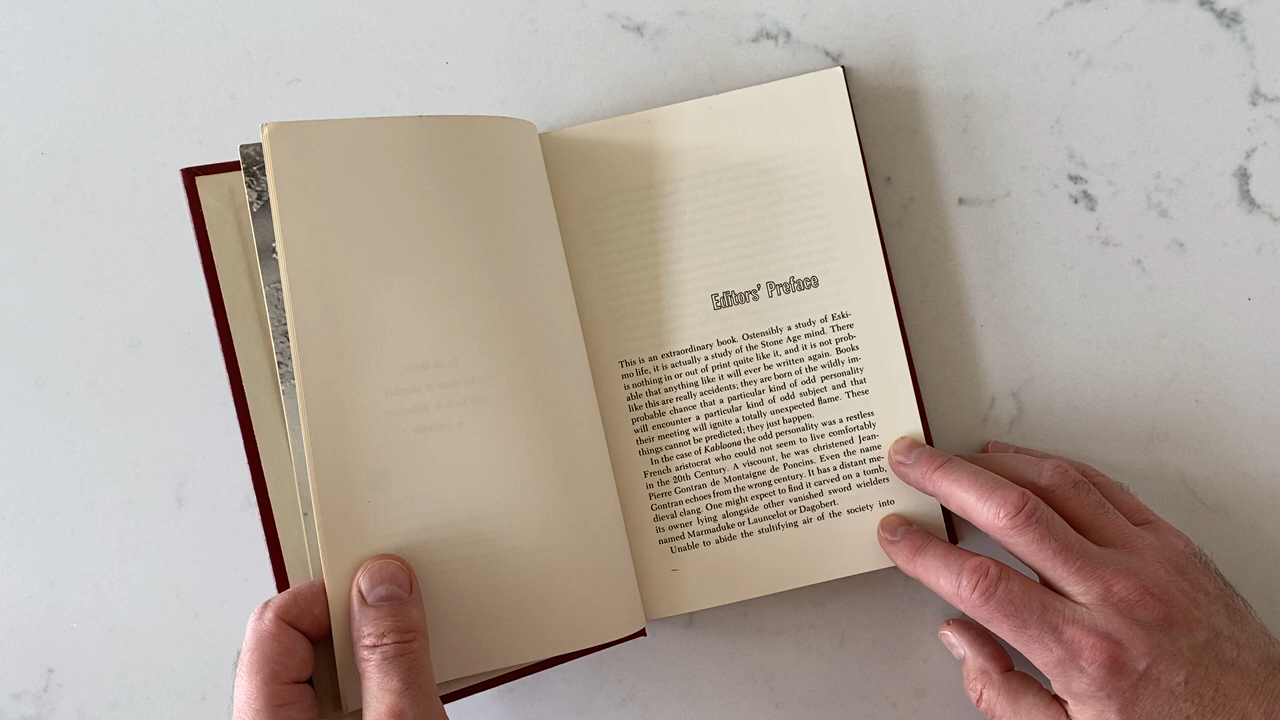 Editors' Preface
This is an extraordinary book. Ostensibly a study of Eski-
mo life, it is actually a study of the Stone Age mind. There
is nothing in or out of print quite like it, and it is not prob-
able that anything like it will ever be written again. Books
like this are really accidents; they are born of the wildly im-
probable chance that a particular kind of odd personality
will encounter a particular kind of odd subject and that
their meeting will ignite a totally unexpected flame. These
things cannot be predicted; they just happen.
In the case of Kabloona the odd personality was a restless
French aristocrat who could not seem to live comfortably
in the 20th Century. A viscount, he was christened Jean-
Pierre Gontran de Montaigne de Poncins. Even the name
Gontran echoes from the wrong century. It has a distant me-
dieval clang. One might expect to find it carved on a tomb,
its owner lying alongside other vanished sword wielders
named Marmaduke or Launcelot or Dagobert.
Unable to abide the stultifying air of the society into